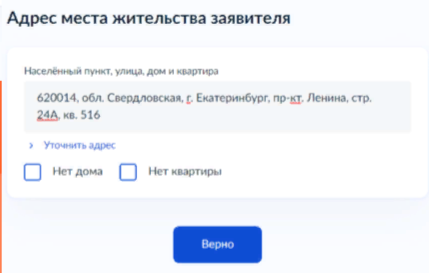 Адрес места жительства заявителя
Населённый пункт, улица, дом и квартира
620014, обл. Свердловская, г. Екатеринбург, пр-кт. Ленина, стр.
24А, кв. 516
Уточнить адрес
Нет дома Нет квартиры
Верно